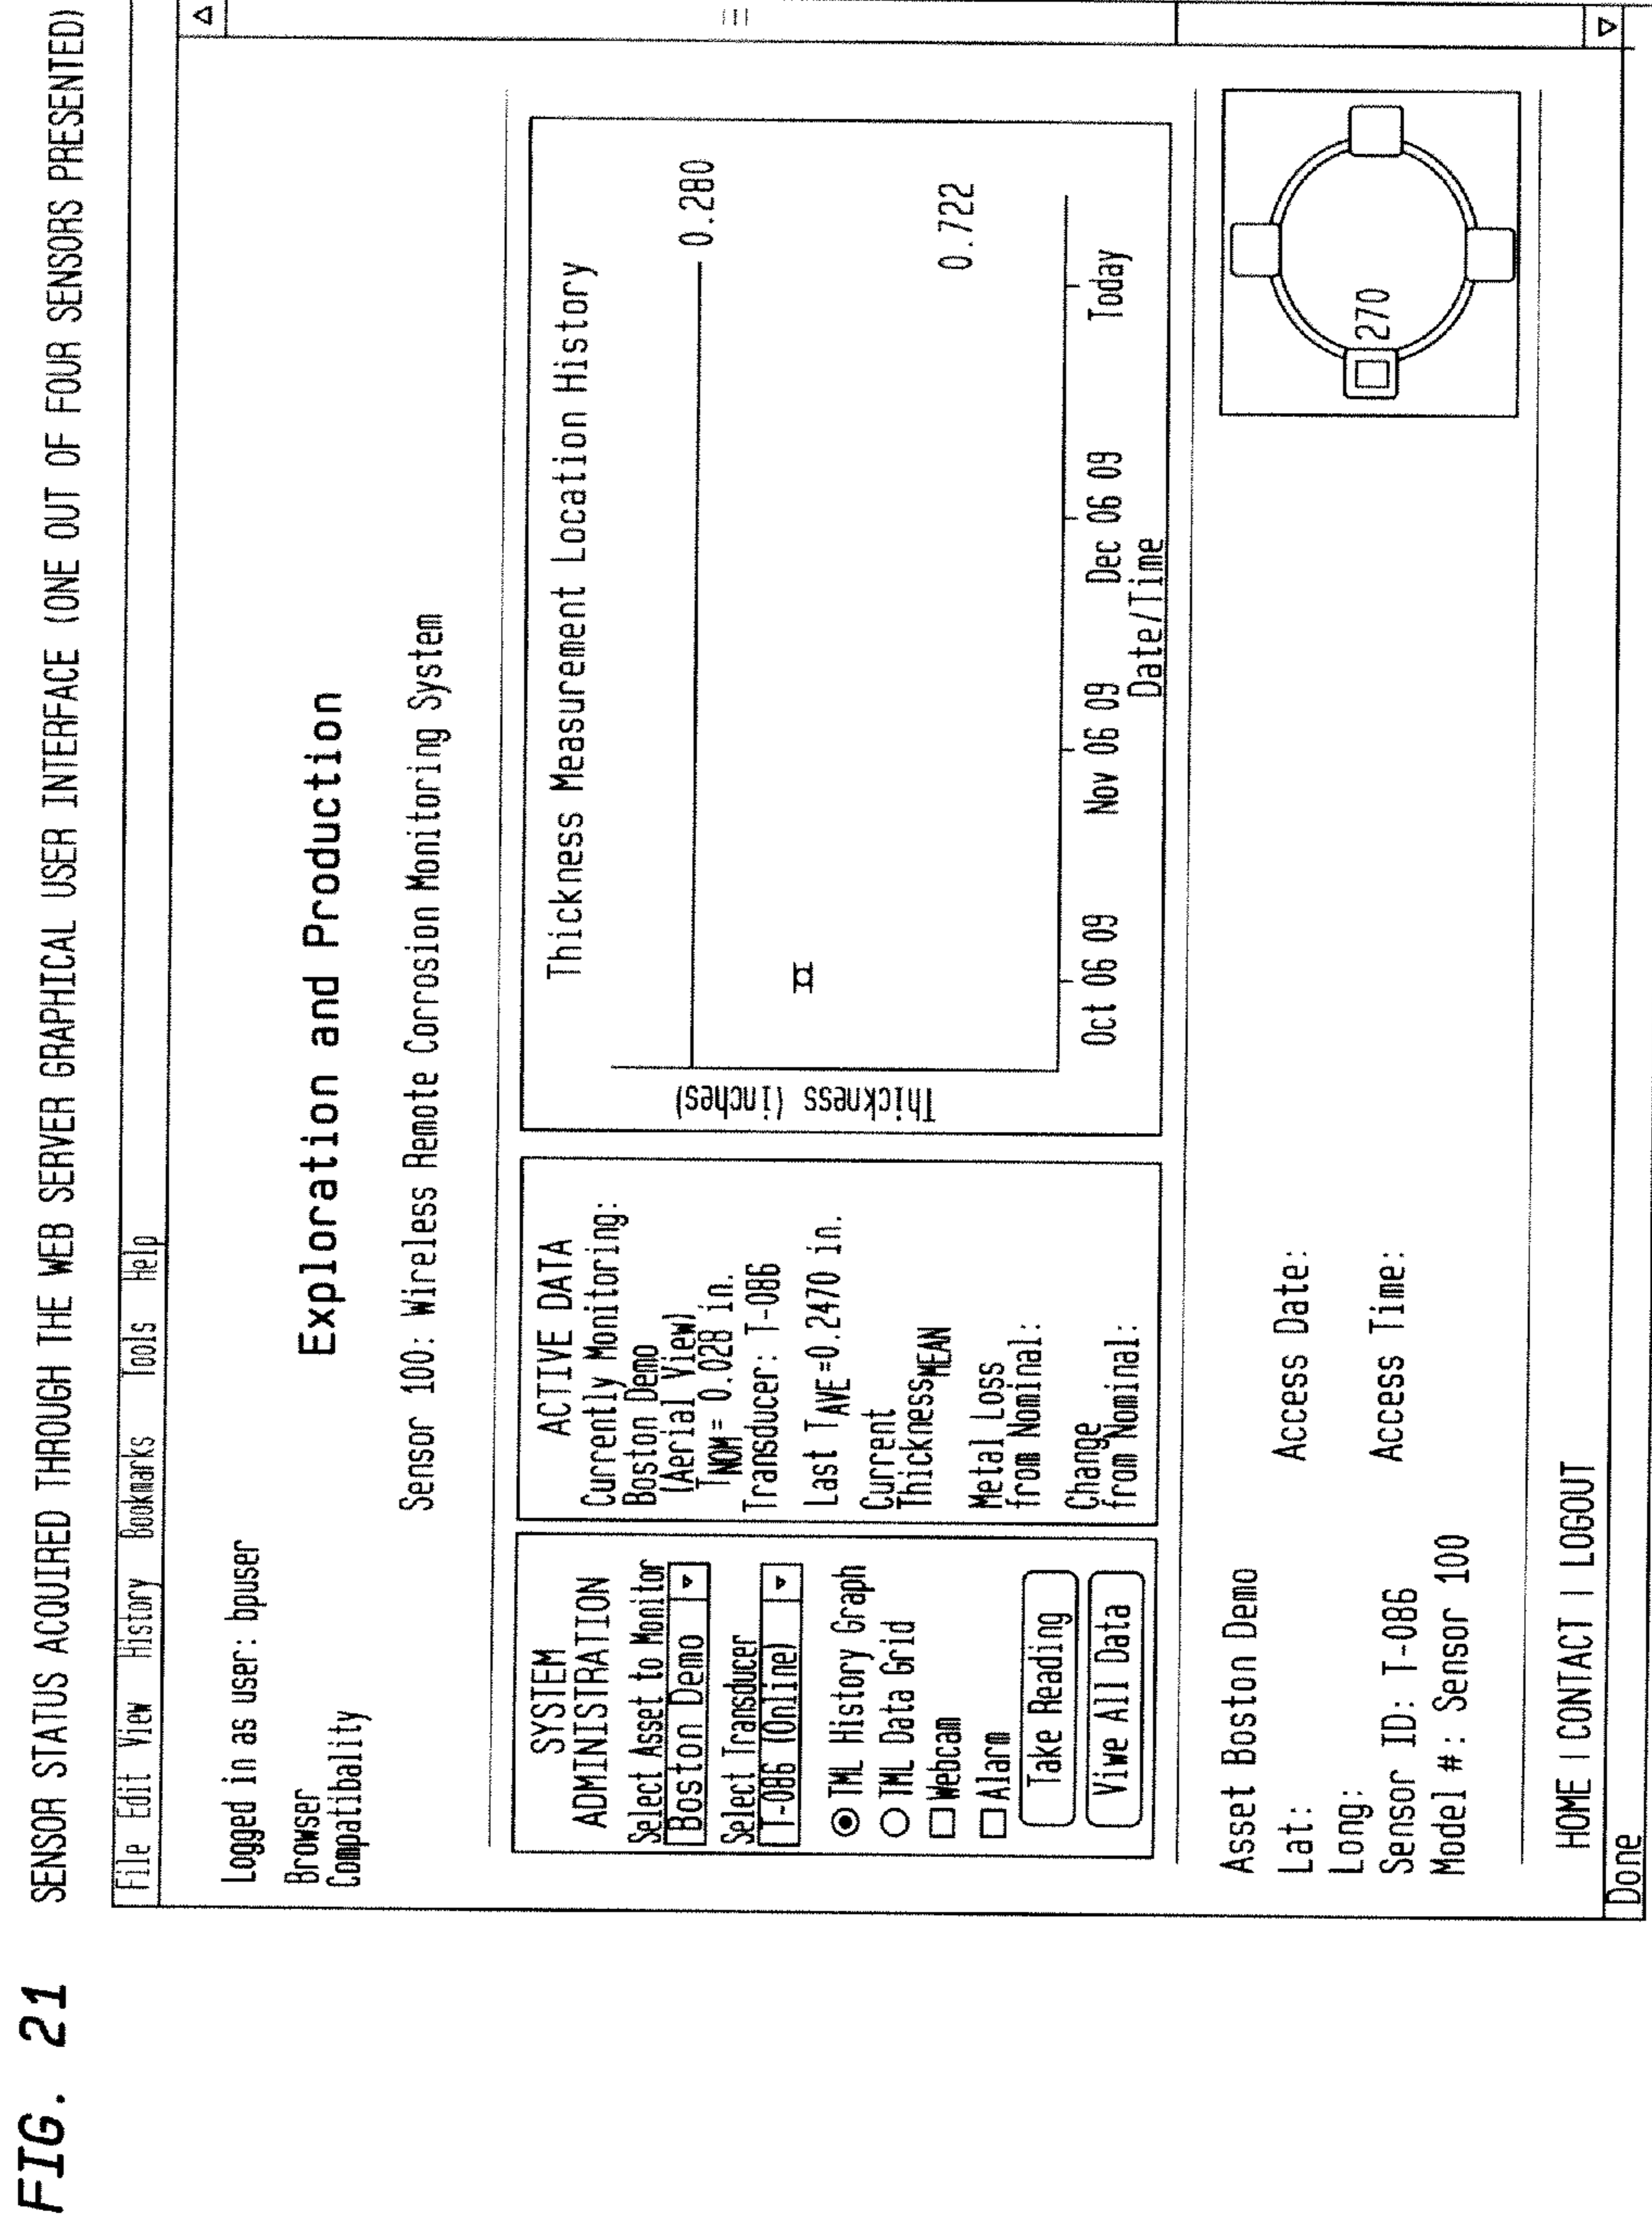 FIG. 21
SENSOR STATUS ACQUIRED THROUGH THE WEB SERVER GRAPHICAL USER INTERFACE (ONE OUT OF FOUR SENSORS PRESENTED)
File Edit View History Bookmarks Tools Help
Logged in as user: bpuser
Browser
Compatibality
Exploration and Production
Sensor 100: Wireless Remote Corrosion Monitoring System
SYSTEM
ADMINISTRATION
Select Asset to Monitor
Boston Demo
Select Transducer
T-086 (Online)
TML History Graph
TML Data Grid
Webcam
Alarm
Take Reading
Viwe All Data
ACTIVE DATA
Currently Monitoring:
Boston Demo
(Aerial View)
TNOM = 0.028 in.
Transducer: T-086
Last TAVE =0.2470 in.
Current
ThicknessMEAN
Metal Loss
from Nominal:
Change
from Nominal:
Thickness Measurement Location History
Thickness (inches)
0.280
0.722
Oct 06 09 Nov 06 09 Dec 06 09 Today
Date/Time
Asset Boston Demo
Lat: Access Date:
Long:
Sensor ID: T-086 Access Time:
Model #: Sensor 100
270
HOME | CONTACT | LOGOUT
Done